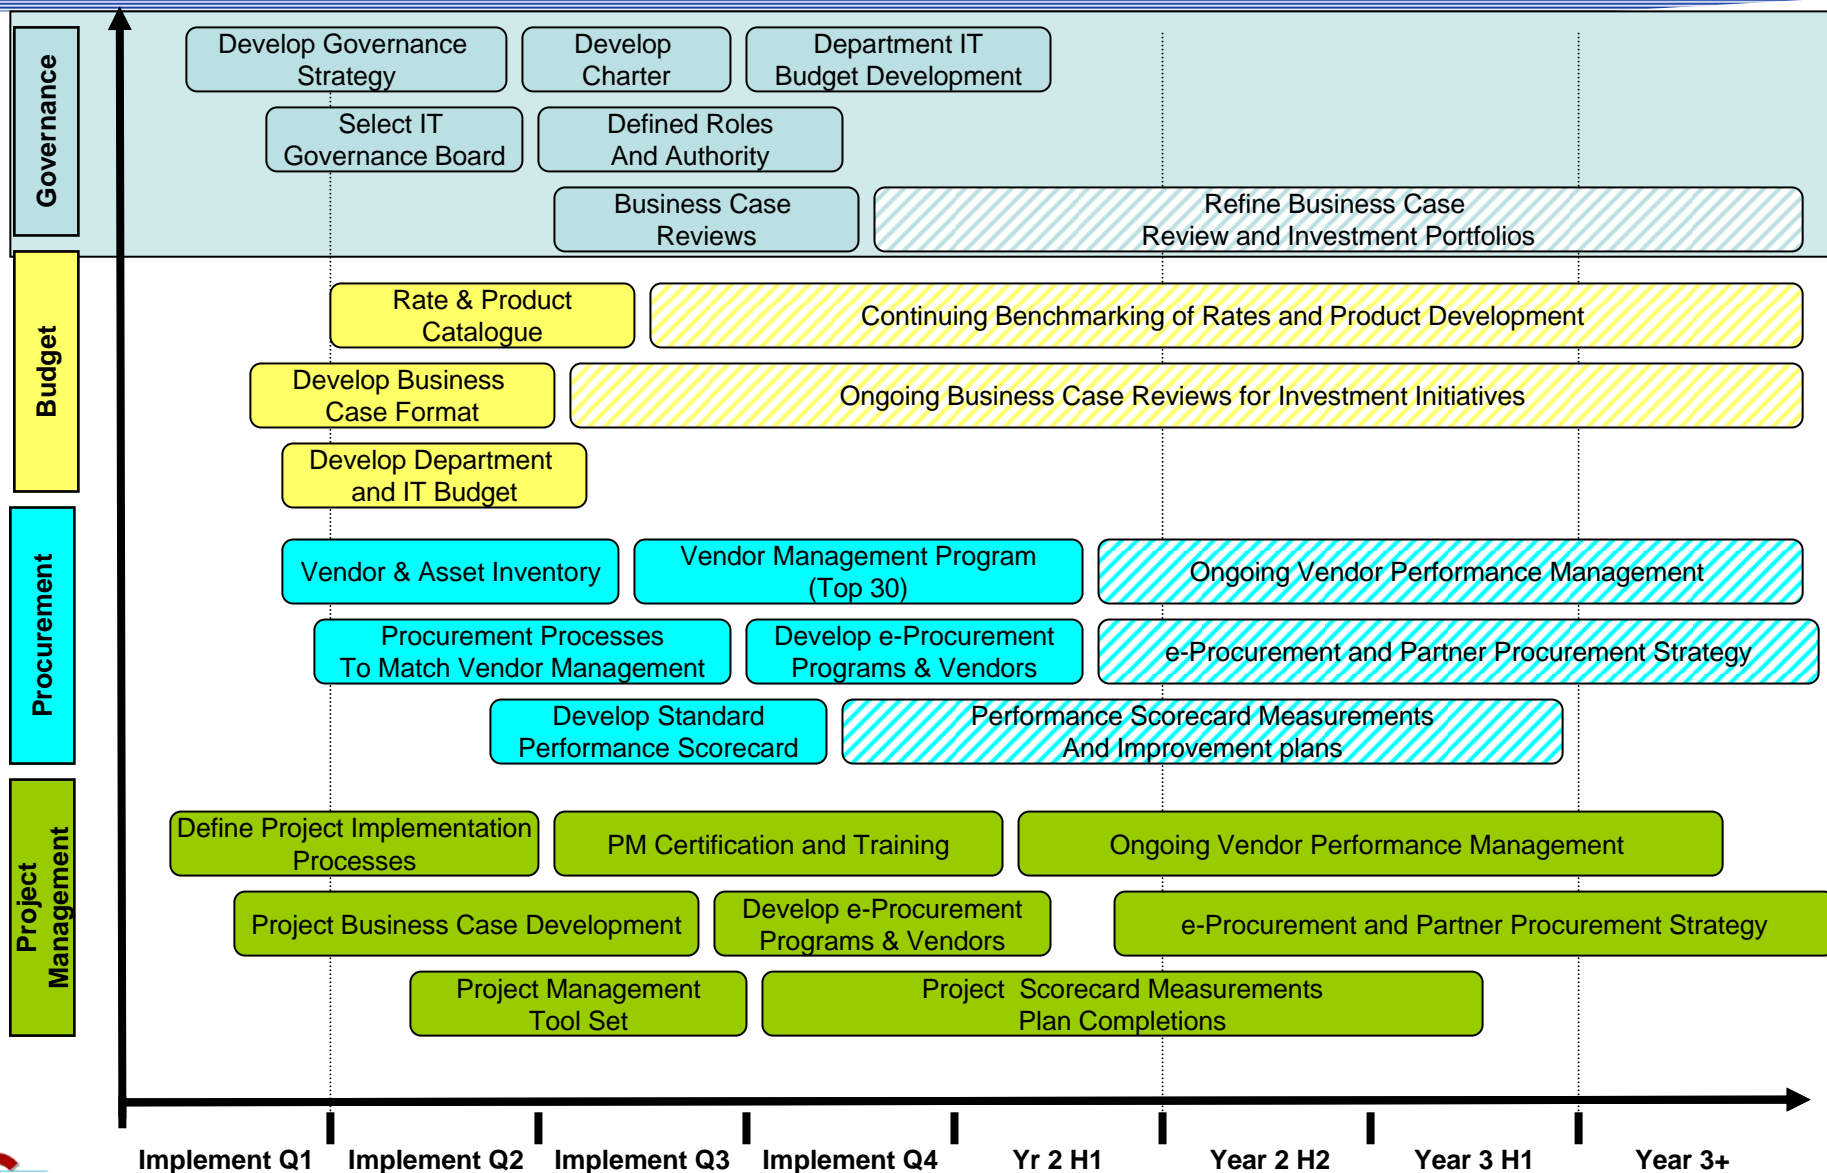 Governance
Develop Governance
Strategy
Develop
Charter
Department IT
Budget Development
Select IT
Governance Board
Defined Roles
And Authority
Business Case
Reviews
Refine Business Case
Review and Investment Portfolios
Budget
Rate & Product
Catalogue
Continuing Benchmarking of Rates and Product Development
Develop Business
Case Format
Ongoing Business Case Reviews for Investment Initiatives
Develop Department
and IT Budget
Procurement
Vendor & Asset Inventory
Vendor Management Program
(Top 30)
Ongoing Vendor Performance Management
Procurement Processes
To Match Vendor Management
Develop e-Procurement
Programs & Vendors
e-Procurement and Partner Procurement Strategy
Develop Standard
Performance Scorecard
Performance Scorecard Measurements
And Improvement plans
Project
Management
Define Project Implementation
Processes
PM Certification and Training
Ongoing Vendor Performance Management
Project Business Case Development
Develop e-Procurement
Programs & Vendors
e-Procurement and Partner Procurement Strategy
Project Management
Tool Set
Project Scorecard Measurements
Plan Completions
Implement Q1
Implement Q2
Implement Q3
Implement Q4
Yr 2 H1
Year 2 H2
Year 3 H1
Year 3+